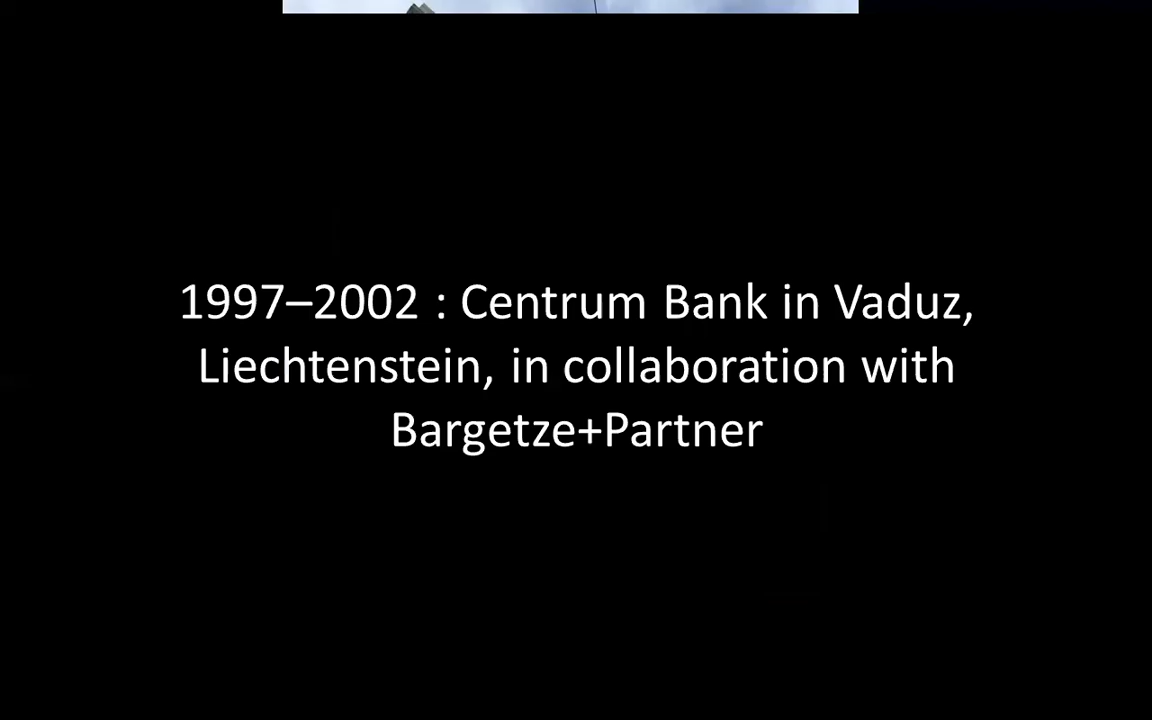 1997–2002 : Centrum Bank in Vaduz,
Liechtenstein, in collaboration with
Bargetze+Partner